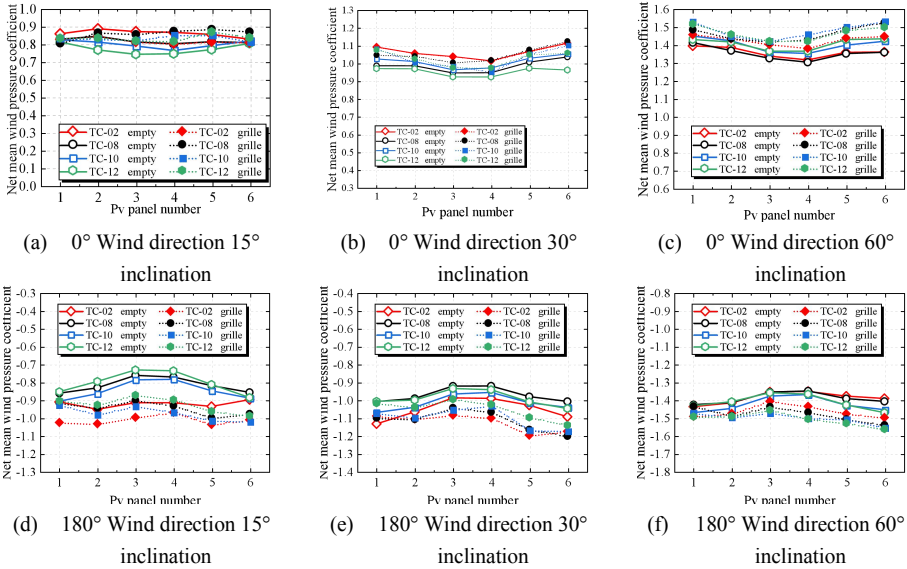 (a)
Net mean wind pressure coefficient
1.0
0.9
0.8
0.7
0.6
0.5
0.4
0.3
0.2
0.1
0.0
TC-02 empty TC-02 grille
TC-08 empty TC-08 grille
TC-10 empty TC-10 grille
TC-12 empty TC-12 grille
1 2 3 4 5 6
Pv panel number
(a) 0° Wind direction 15°
inclination
Net mean wind pressure coefficient
1.3
1.2
1.1
1.0
0.9
0.8
0.7
0.6
0.5
0.4
0.3
TC-02 empty TC-02 grille
TC-08 empty TC-08 grille
TC-10 empty TC-10 grille
TC-12 empty TC-12 grille
1 2 3 4 5 6
Pv panel number
(b) 0° Wind direction 30°
inclination
Net mean wind pressure coefficient
1.6
1.5
1.4
1.3
1.2
1.1
1.0
0.9
0.8
0.7
0.6
TC-02 empty TC-02 grille
TC-08 empty TC-08 grille
TC-10 empty TC-10 grille
TC-12 empty TC-12 grille
1 2 3 4 5 6
Pv panel number
(c) 0° Wind direction 60°
inclination
Net mean wind pressure coefficient
-0.3
-0.4
-0.5
-0.6
-0.7
-0.8
-0.9
-1.0
-1.1
-1.2
-1.3
TC-02 empty TC-02 grille
TC-08 empty TC-08 grille
TC-10 empty TC-10 grille
TC-12 empty TC-12 grille
1 2 3 4 5 6
Pv panel number
(d) 180° Wind direction 15°
inclination
Net mean wind pressure coefficient
-0.4
-0.5
-0.6
-0.7
-0.8
-0.9
-1.0
-1.1
-1.2
-1.3
-1.4
TC-02 empty TC-02 grille
TC-08 empty TC-08 grille
TC-10 empty TC-10 grille
TC-12 empty TC-12 grille
1 2 3 4 5 6
Pv panel number
(e) 180° Wind direction 30°
inclination
Net mean wind pressure coefficient
-0.8
-0.9
-1.0
-1.1
-1.2
-1.3
-1.4
-1.5
-1.6
-1.7
-1.8
TC-02 empty TC-02 grille
TC-08 empty TC-08 grille
TC-10 empty TC-10 grille
TC-12 empty TC-12 grille
1 2 3 4 5 6
Pv panel number
(f) 180° Wind direction 60°
inclination